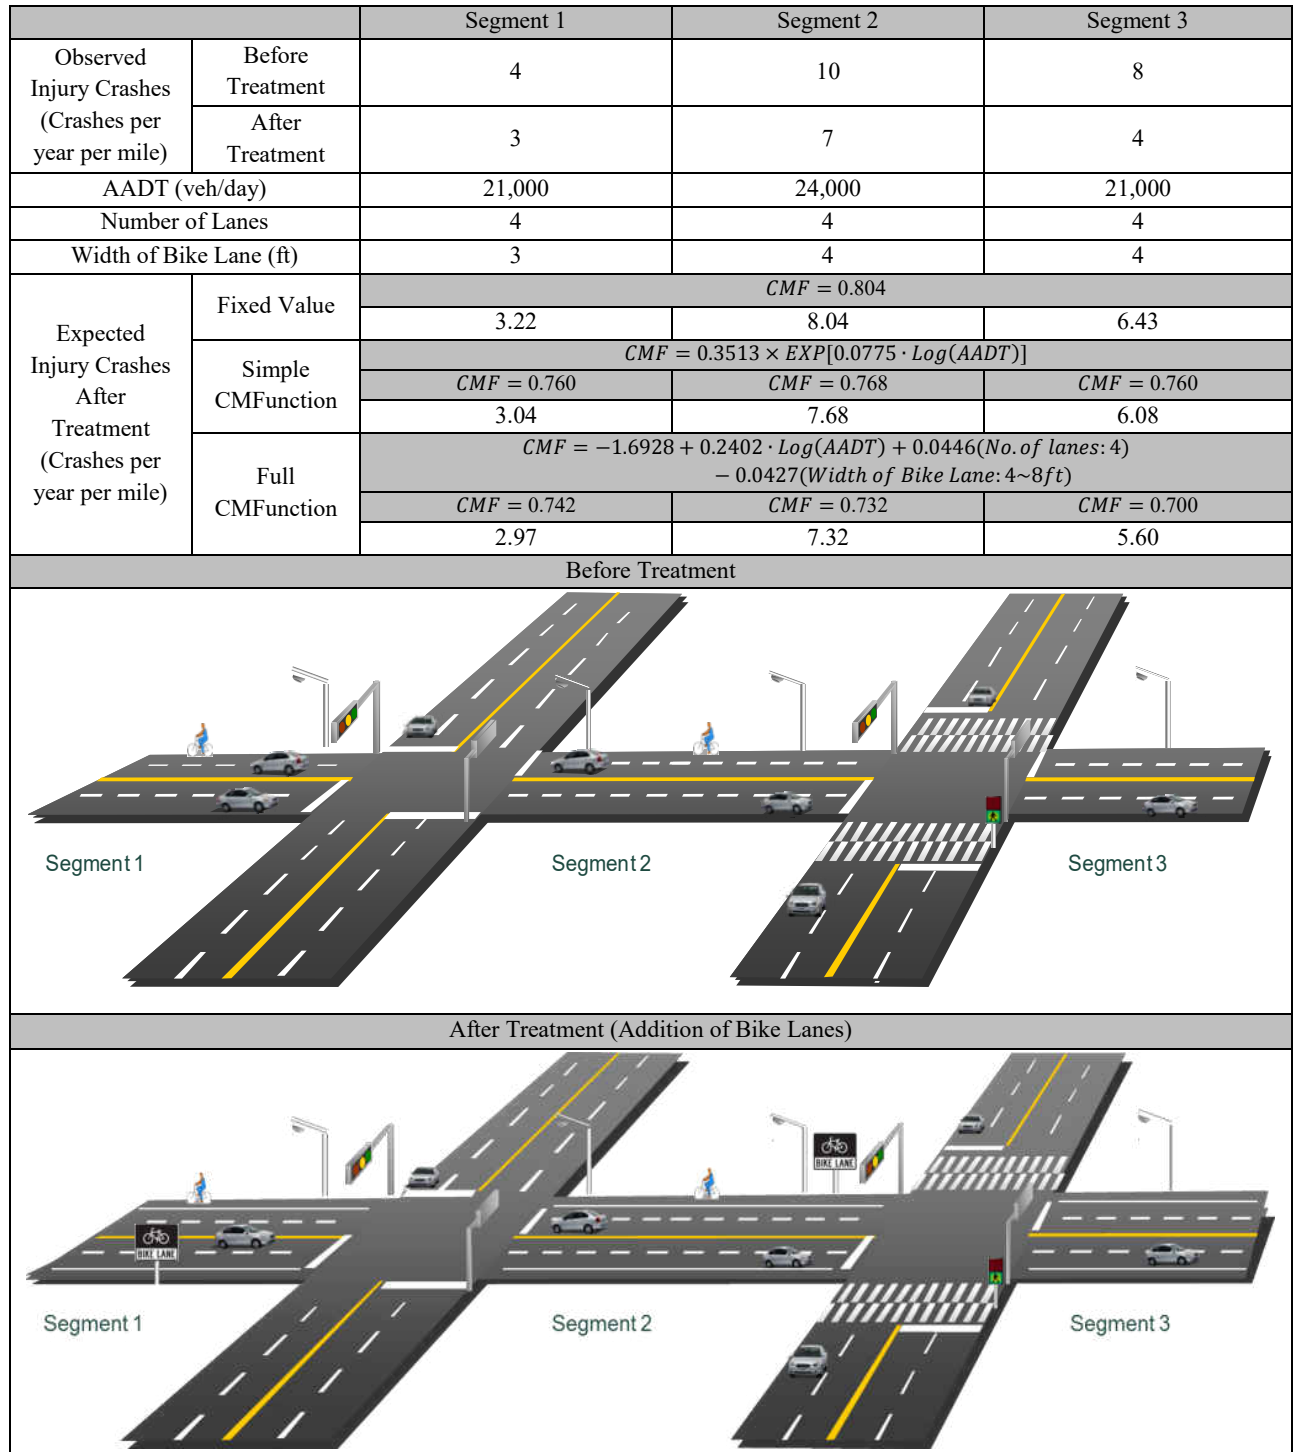 Segment 1 Segment 2 Segment 3
Observed
Injury Crashes
(Crashes per
year per mile)
Before
Treatment
4 10 8
After
Treatment
3 7 4
AADT (veh/day) 21,000 24,000 21,000
Number of Lanes 4 4 4
Width of Bike Lane (ft) 3 4 4
Expected
Injury Crashes
After
Treatment
(Crashes per
year per mile)
Fixed Value
CMF = 0.804
3.22 8.04 6.43
Simple
CMFunction
CMF = 0.3513 × EXP[0.0775 · Log(AADT)]
CMF = 0.760 CMF = 0.768 CMF = 0.760
3.04 7.68 6.08
Full
CMFunction
CMF = −1.6928 + 0.2402 · Log(AADT) + 0.0446(No. of lanes: 4)
− 0.0427(Width of Bike Lane: 4~8ft)
CMF = 0.742 CMF = 0.732 CMF = 0.700
2.97 7.32 5.60
Before Treatment
Segment 1 Segment 2 Segment 3
After Treatment (Addition of Bike Lanes)
BIKE LANE
BIKE LANE
Segment 1 Segment 2 Segment 3